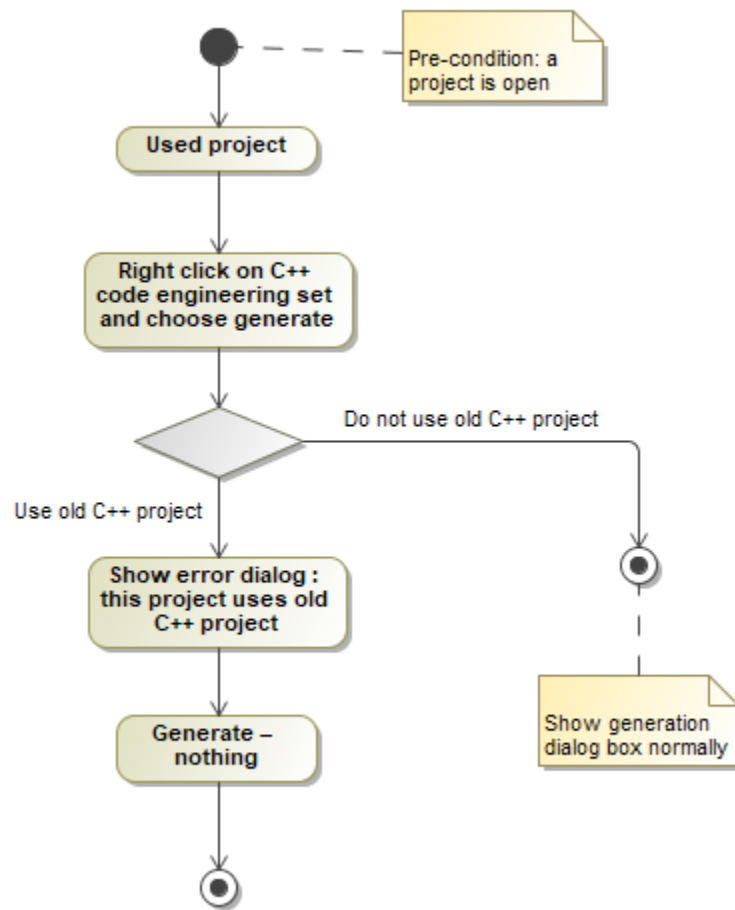 Pre-condition: a
project is open
Used project
Right click on C++
code engineering set
and choose generate
Do not use old C++ project
Use old C++ project
Show error dialog :
this project uses old
C++ project
Show generation
dialog box normally
Generate –
nothing